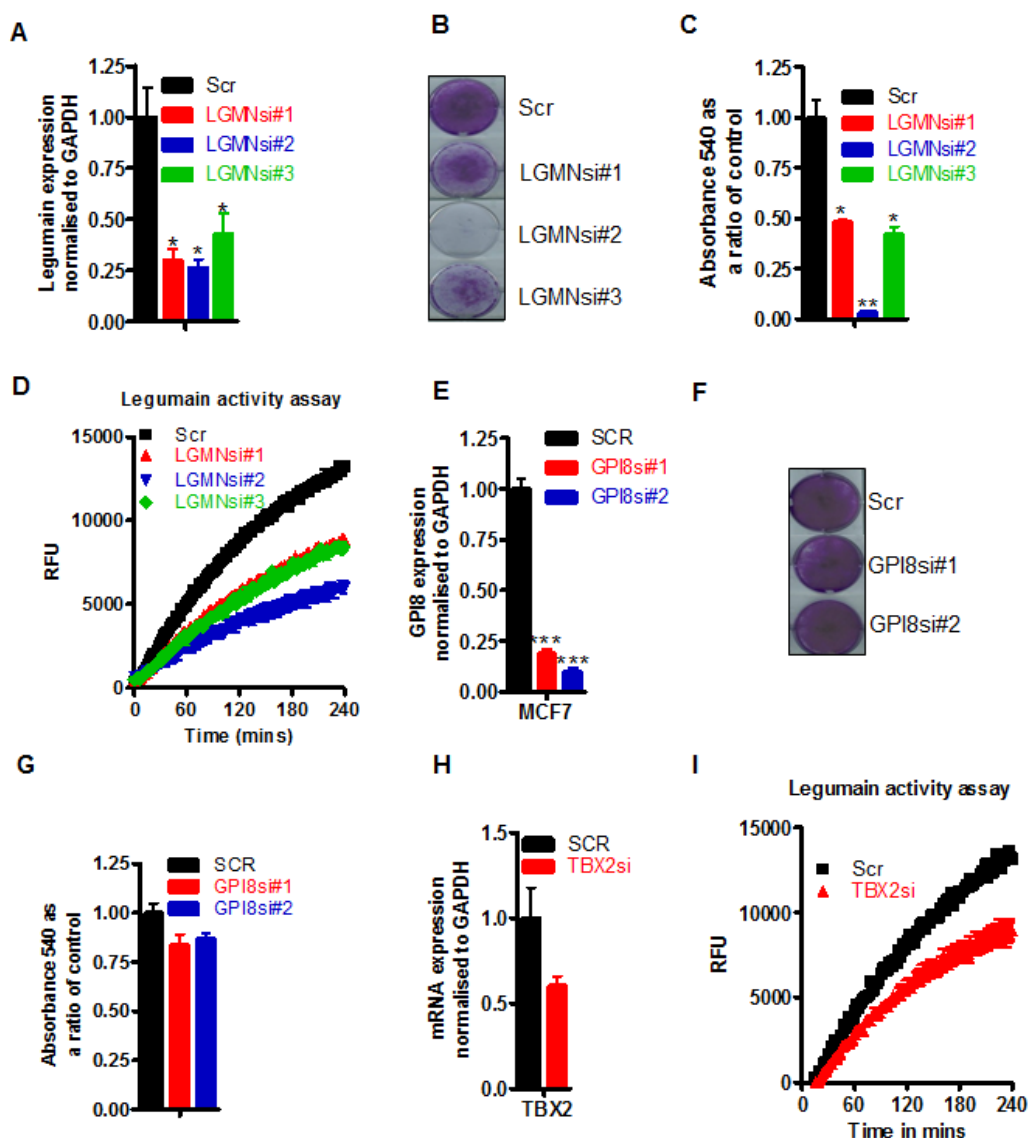 A
Legumain expression
normalised to GAPDH
1.25
1.00
0.75
0.50
0.25
0.00
Scr
LGMNsi#1
LGMNsi#2
LGMNsi#3
*
*
*
B
Scr
LGMNsi#1
LGMNsi#2
LGMNsi#3
C
Absorbance 540 as
a ratio of control
1.25
1.00
0.75
0.50
0.25
0.00
Scr
LGMNsi#1
LGMNsi#2
LGMNsi#3
*
**
*
D
Legumain activity assay
RFU
15000
10000
5000
0
Scr
LGMNsi#1
LGMNsi#2
LGMNsi#3
0 60 120 180 240
Time (mins)
E
GPI8 expression
normalised to GAPDH
1.25
1.00
0.75
0.50
0.25
0.00
SCR
GPI8si#1
GPI8si#2
***
***
MCF7
F
Scr
GPI8si#1
GPI8si#2
G
Absorbance 540 as
a ratio of control
1.25
1.00
0.75
0.50
0.25
0.00
SCR
GPI8si#1
GPI8si#2
H
mRNA expression
normalised to GAPDH
1.5
1.0
0.5
0.0
SCR
TBX2si
TBX2
I
Legumain activity assay
RFU
15000
10000
5000
0
Scr
TBX2si
0 60 120 180 240
Time in mins